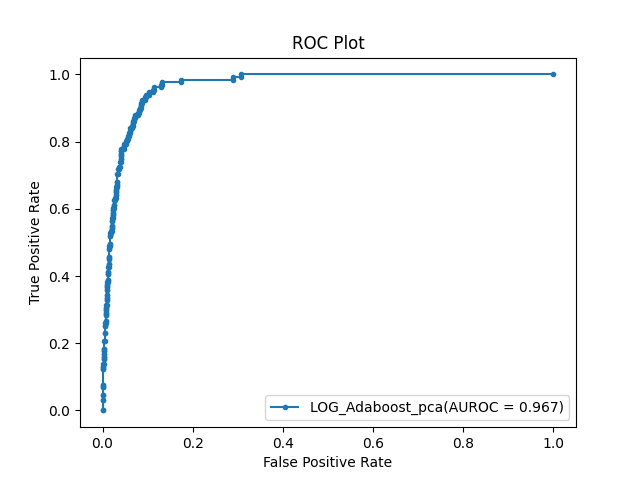 ROC Plot
True Positive Rate
1.0
0.8
0.6
0.4
0.2
0.0
0.0 0.2 0.4 0.6 0.8 1.0
False Positive Rate
LOG_Adaboost_pca(AUROC = 0.967)